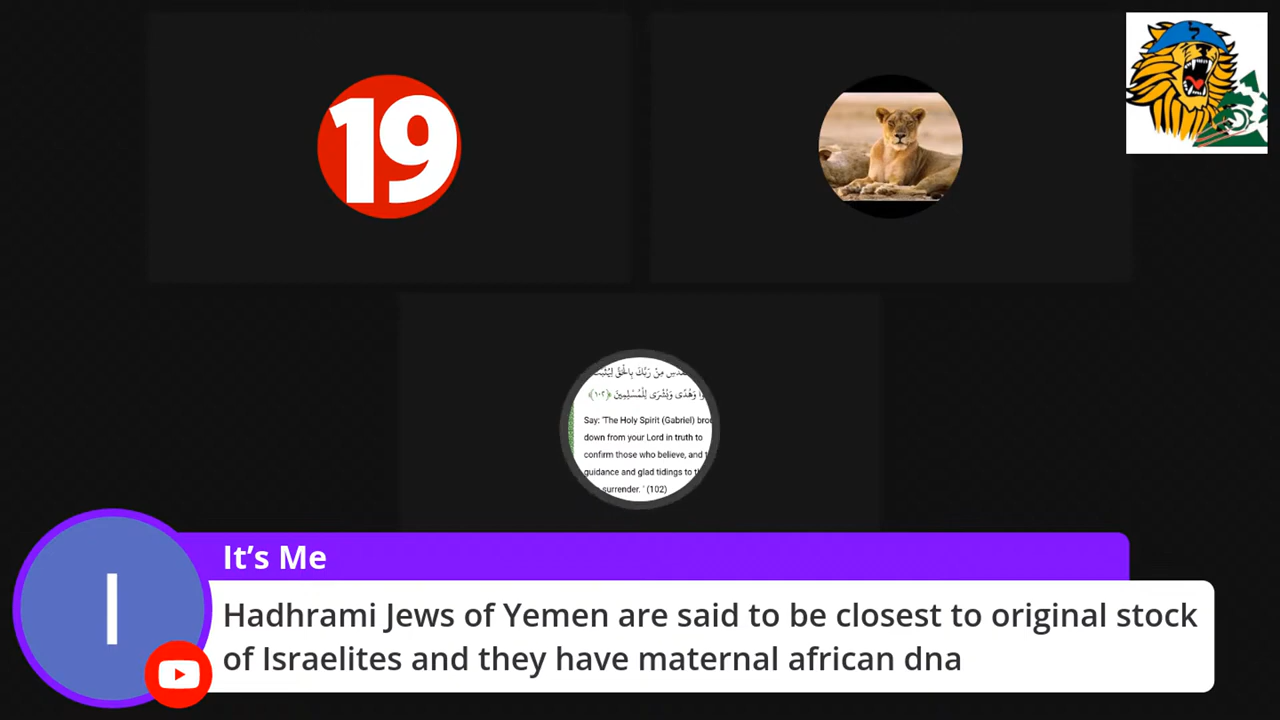 19
وَهُدًى وَبُشْرَى لِلْمُسْلِمِينَ ﴿١٠٢﴾
Say: 'The Holy Spirit (Gabriel)
down from your Lord in truth to
confirm those who believe, and
guidance and glad tidings to
surrender.' (102)
I
It's Me
Hadhrami Jews of Yemen are said to be closest to original stock
of Israelites and they have maternal african dna